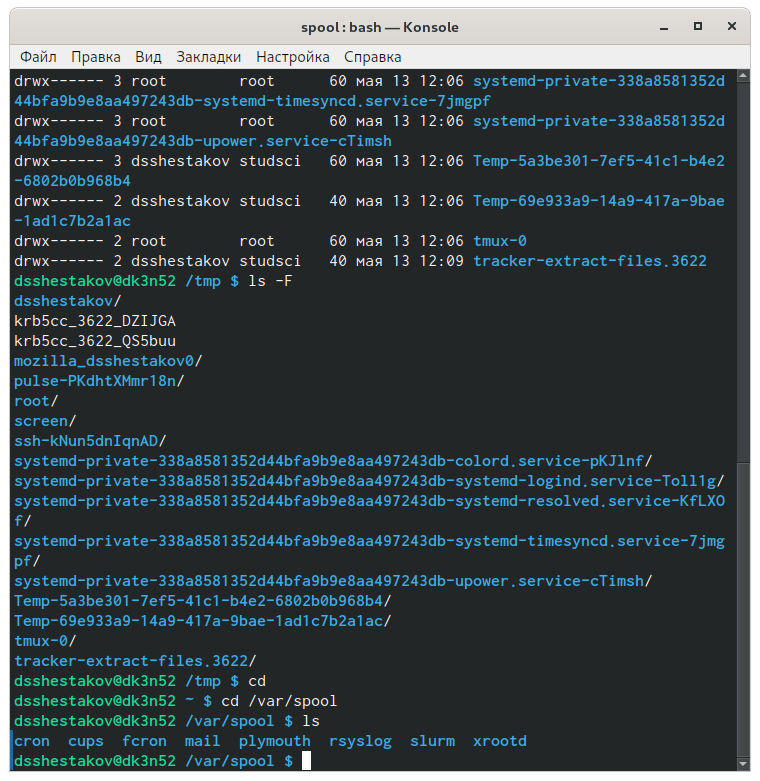 spool : bash — Konsole
Файл Правка Вид Закладки Настройка Справка
drwx------ 3 root        root      60 мая 13 12:06 systemd-private-338a8581352d
44bfa9b9e8aa497243db-systemd-timesyncd.service-7jmgpf
drwx------ 3 root        root      60 мая 13 12:06 systemd-private-338a8581352d
44bfa9b9e8aa497243db-upower.service-cTimsh
drwx------ 3 dsshestakov studsci   60 мая 13 12:06 Temp-5a3be301-7ef5-41c1-b4e2
-6802b0b968b4
drwx------ 2 dsshestakov studsci   40 мая 13 12:06 Temp-69e933a9-14a9-417a-9bae
-1ad1c7b2a1ac
drwx------ 2 root        root      60 мая 13 12:06 tmux-0
drwx------ 2 dsshestakov studsci   40 мая 13 12:09 tracker-extract-files.3622
dsshestakov@dk3n52 /tmp $ ls -F
dsshestakov/
krb5cc_3622_DZIJGA
krb5cc_3622_QS5buu
mozilla_dsshestakov0/
pulse-PKdhtXMmr18n/
root/
screen/
ssh-kNun5dnIqnAD/
systemd-private-338a8581352d44bfa9b9e8aa497243db-colord.service-pKJlnf/
systemd-private-338a8581352d44bfa9b9e8aa497243db-systemd-logind.service-Toll1g/
systemd-private-338a8581352d44bfa9b9e8aa497243db-systemd-resolved.service-KfLXO
f/
systemd-private-338a8581352d44bfa9b9e8aa497243db-systemd-timesyncd.service-7jmg
pf/
systemd-private-338a8581352d44bfa9b9e8aa497243db-upower.service-cTimsh/
Temp-5a3be301-7ef5-41c1-b4e2-6802b0b968b4/
Temp-69e933a9-14a9-417a-9bae-1ad1c7b2a1ac/
tmux-0/
tracker-extract-files.3622/
dsshestakov@dk3n52 /tmp $ cd
dsshestakov@dk3n52 ~ $ cd /var/spool
dsshestakov@dk3n52 /var/spool $ ls
cron  cups  fcron  mail  plymouth  rsyslog  slurm  xrootd
dsshestakov@dk3n52 /var/spool $